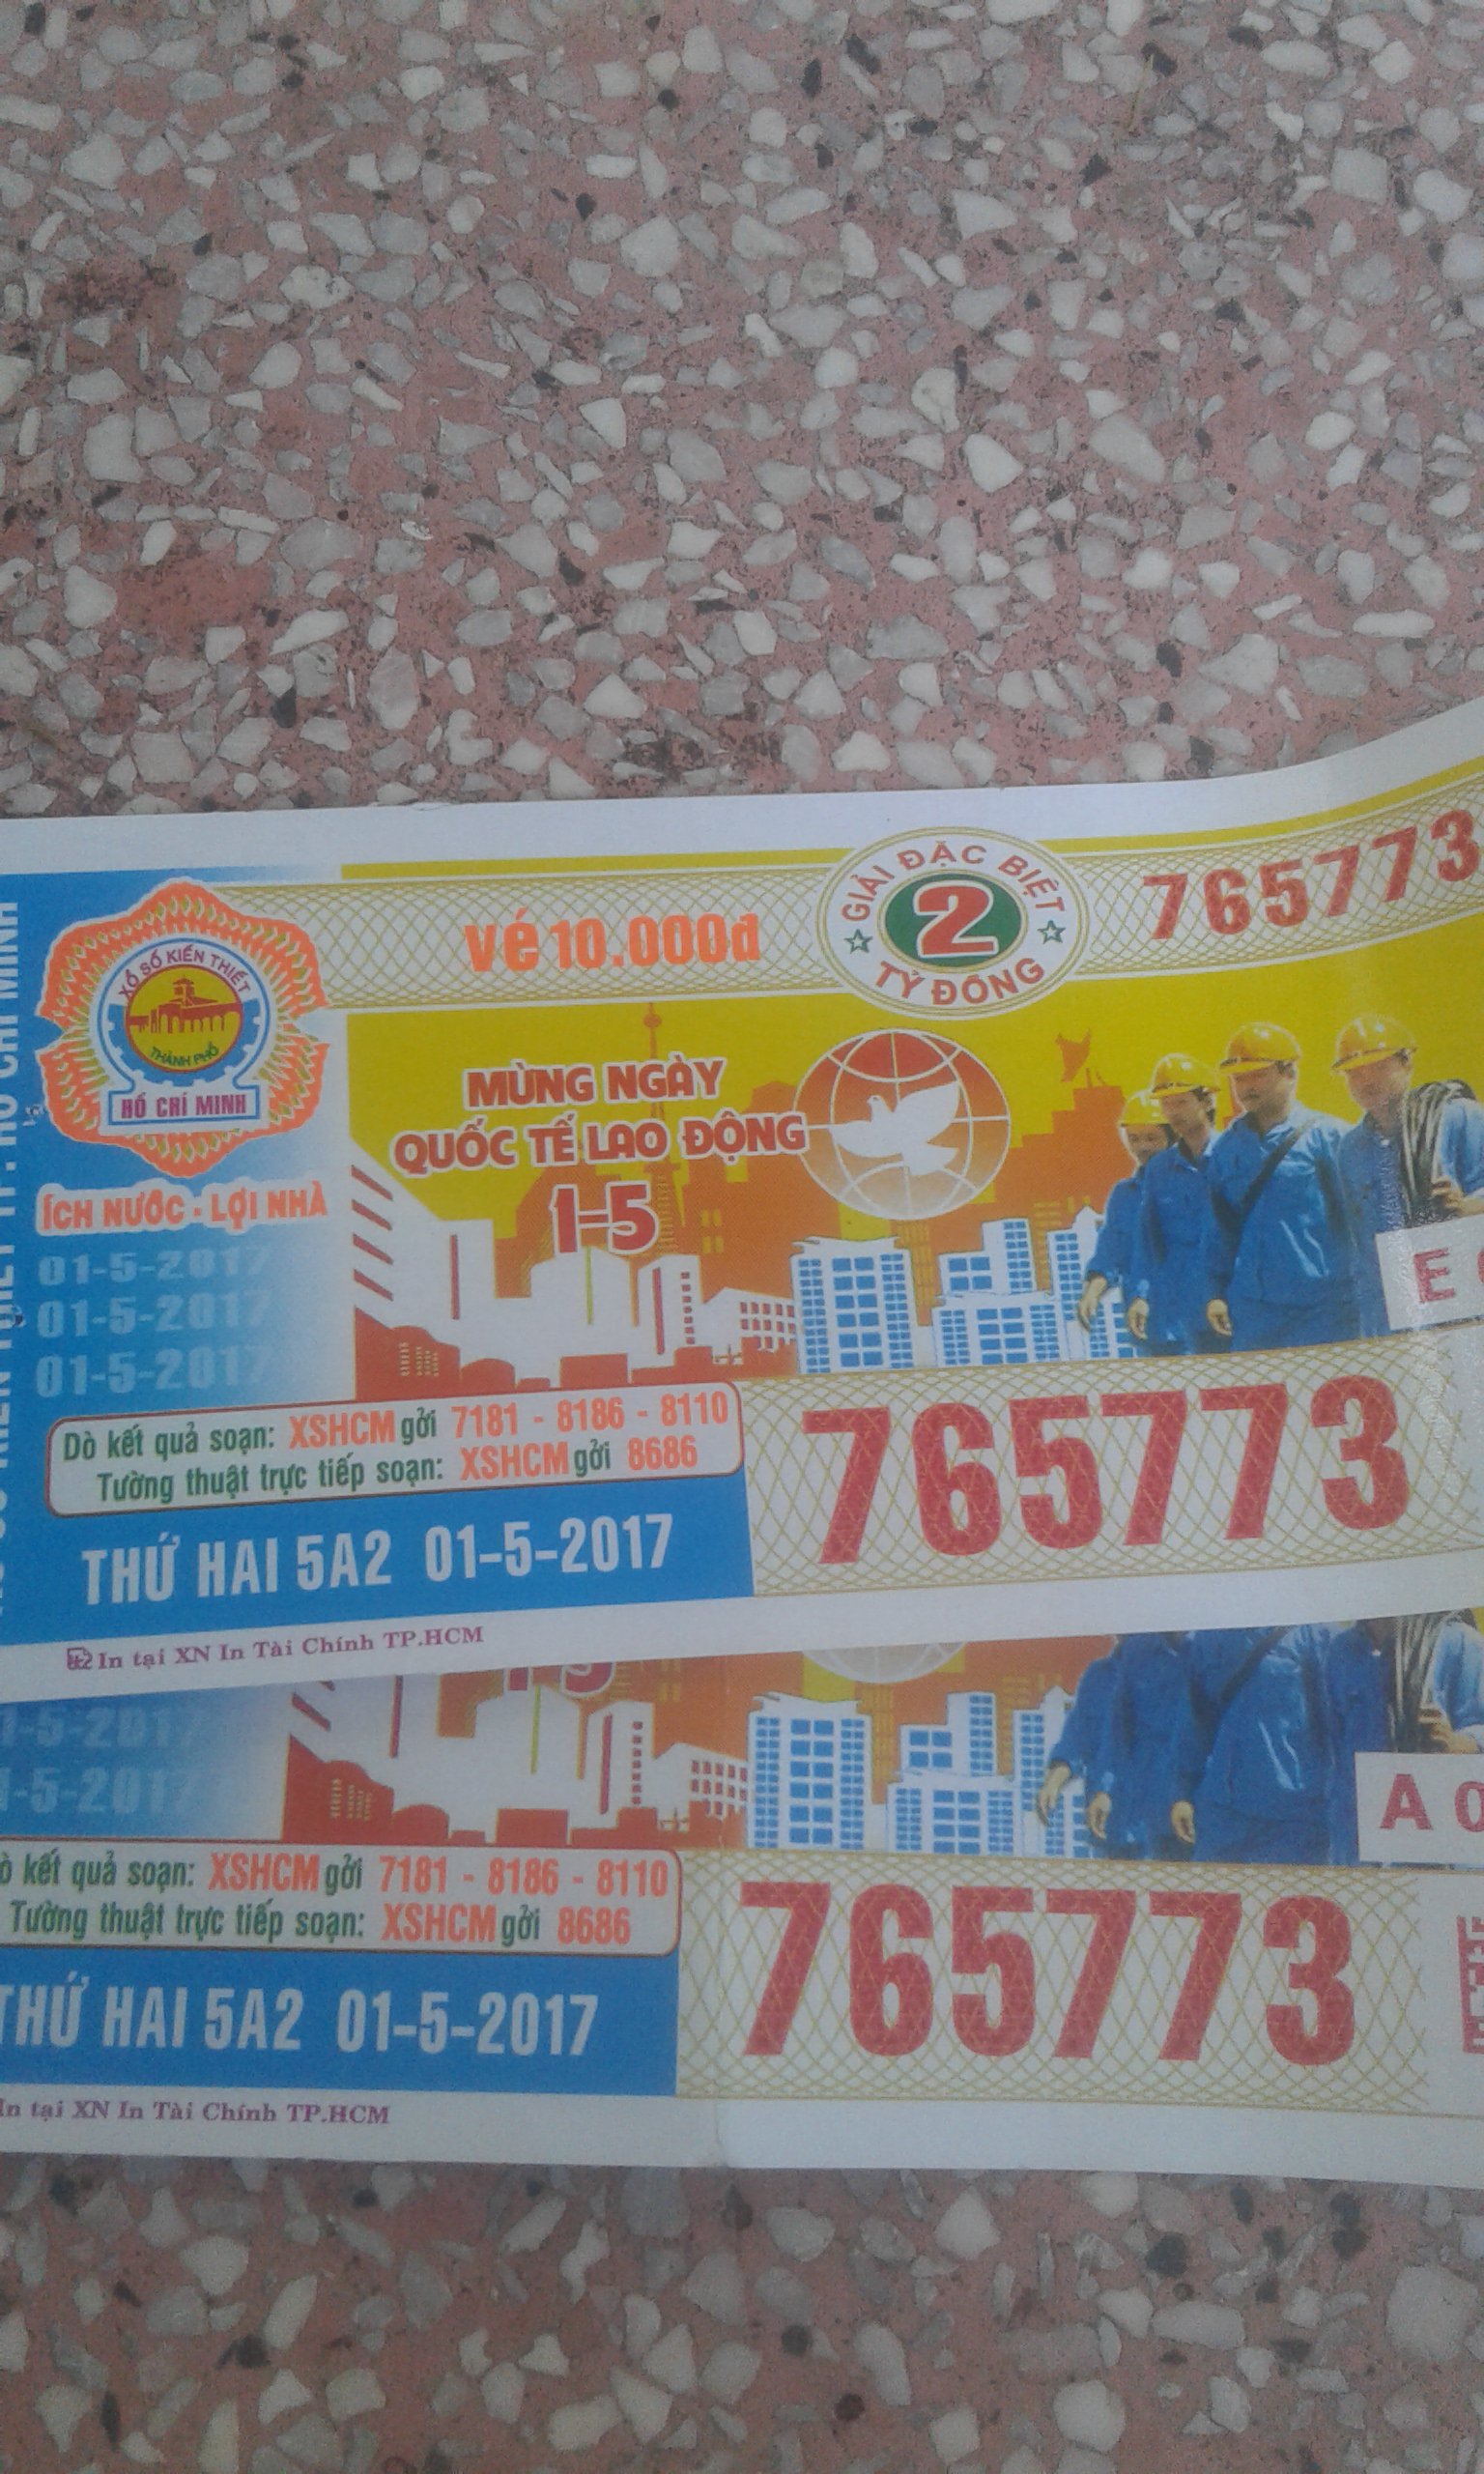 vé 10.000đ
GIẢI ĐẶC BIỆT
2
TỶ ĐỒNG
765773
XỔ SỐ KIẾN THIẾT
THÀNH PHỐ
HỒ CHÍ MINH
ÍCH NƯỚC - LỢI NHÀ
01-5-2017
01-5-2017
01-5-2017
MỪNG NGÀY
QUỐC TẾ LAO ĐỘNG
1-5
E
Dò kết quả soạn: XSHCM gởi 7181 - 8186 - 8110
Tường thuật trực tiếp soạn: XSHCM gởi 8686
765773
THỨ HAI 5A2 01-5-2017
In tại XN In Tài Chính TP.HCM
1-5
-5-2017
-5-2017
A 0
kết quả soạn: XSHCM gởi 7181 - 8186 - 8110
Tường thuật trực tiếp soạn: XSHCM gởi 8686
765773
THỨ HAI 5A2 01-5-2017
In tại XN In Tài Chính TP.HCM